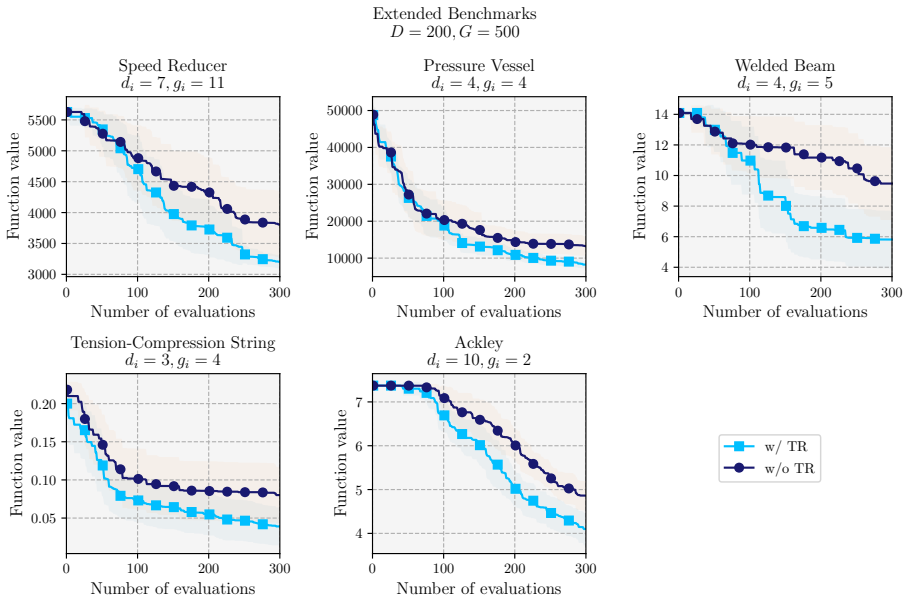 Extended Benchmarks
D = 200, G = 500
Speed Reducer
d_i = 7, g_i = 11
Function value
5500
5000
4500
4000
3500
3000
0
100
200
300
Number of evaluations
Pressure Vessel
d_i = 4, g_i = 4
Function value
50000
40000
30000
20000
10000
0
100
200
300
Number of evaluations
Welded Beam
d_i = 4, g_i = 5
Function value
14
12
10
8
6
4
0
100
200
300
Number of evaluations
Tension-Compression String
d_i = 3, g_i = 4
Function value
0.20
0.15
0.10
0.05
0
100
200
300
Number of evaluations
Ackley
d_i = 10, g_i = 2
Function value
7
6
5
4
0
100
200
300
Number of evaluations
w/ TR
w/o TR